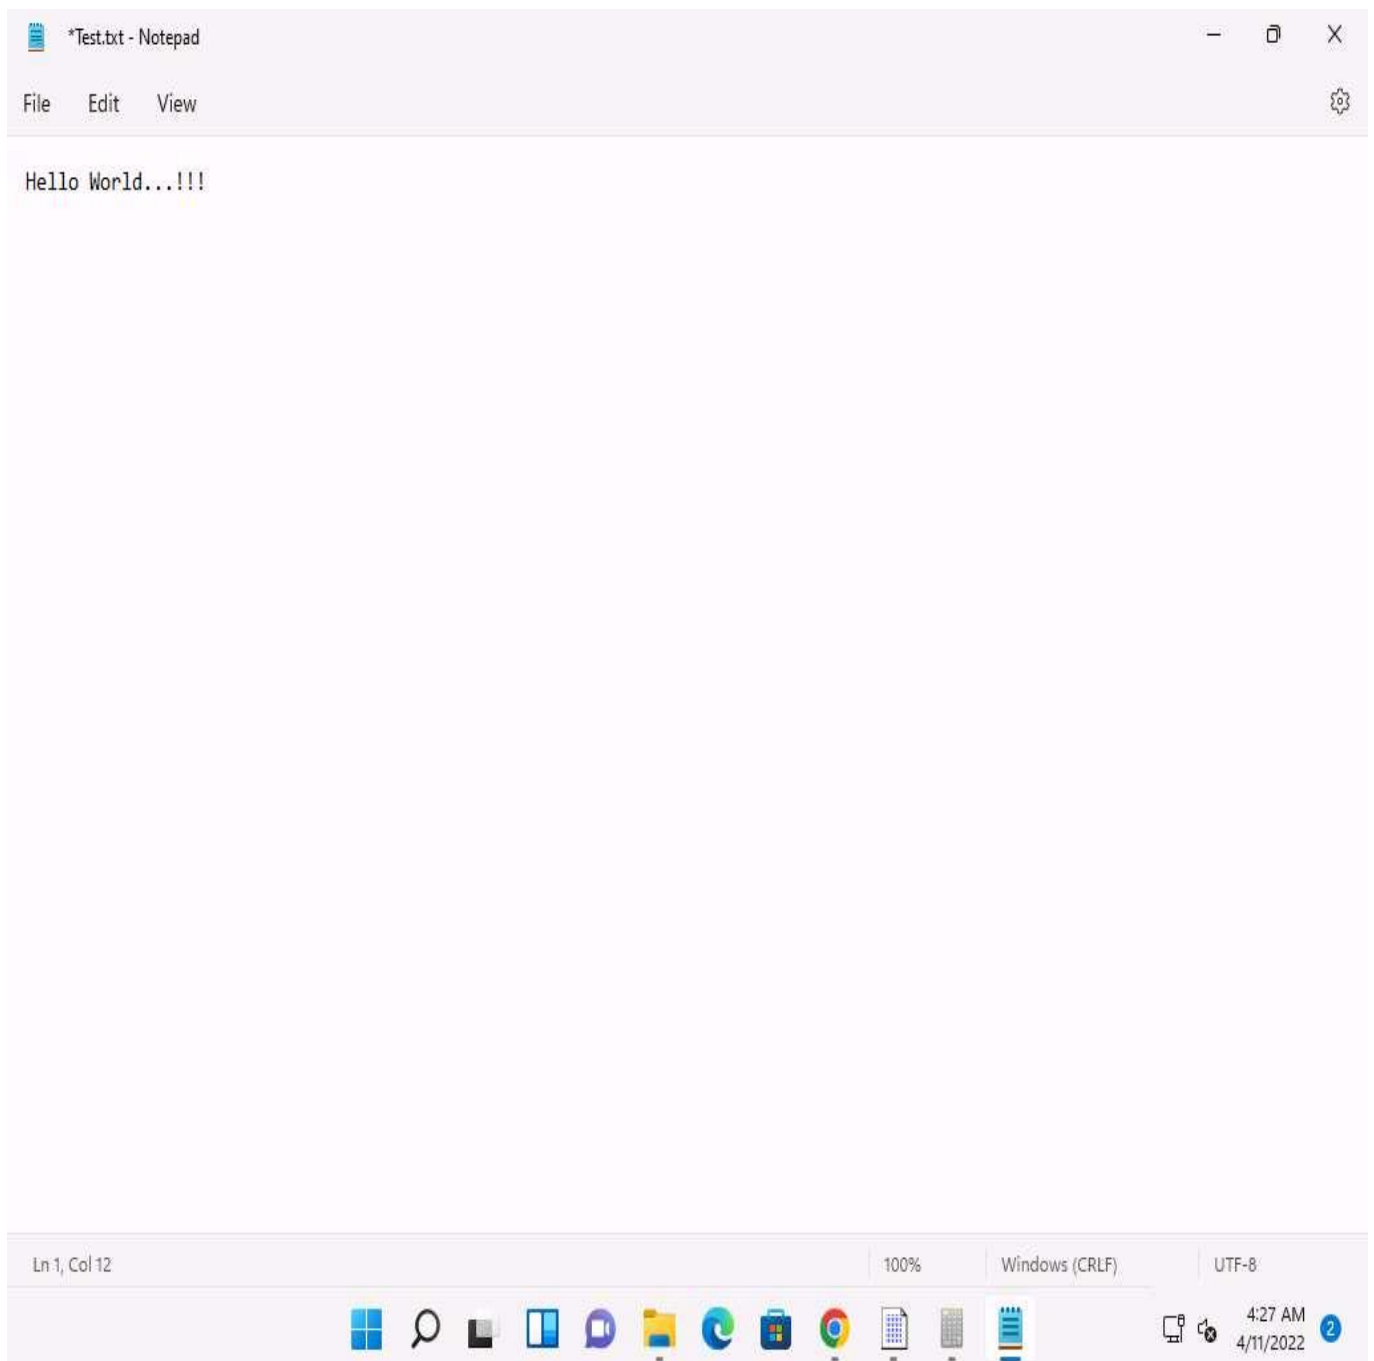 *Test.txt - Notepad
File Edit View
Hello World...!!!
Ln 1, Col 12 100% Windows (CRLF) UTF-8
4:27 AM
4/11/2022 2